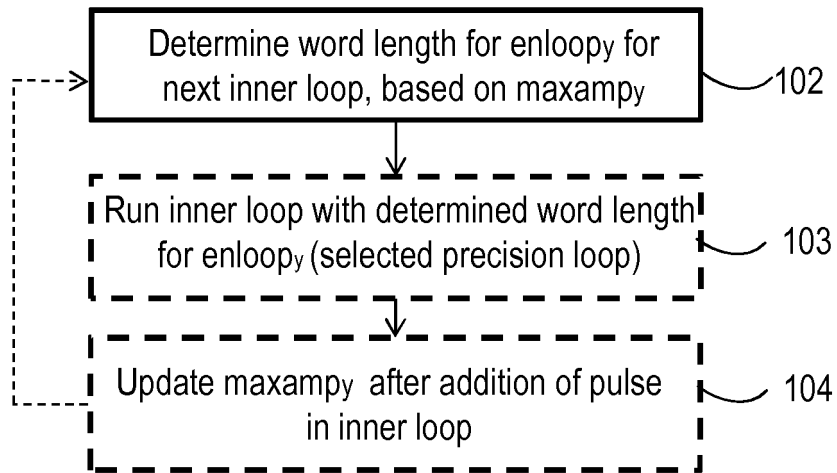 Determine word length for enloopy for
next inner loop, based on maxampy
102
Run inner loop with determined word length
for enloopy (selected precision loop)
103
Update maxampy after addition of pulse
in inner loop
104